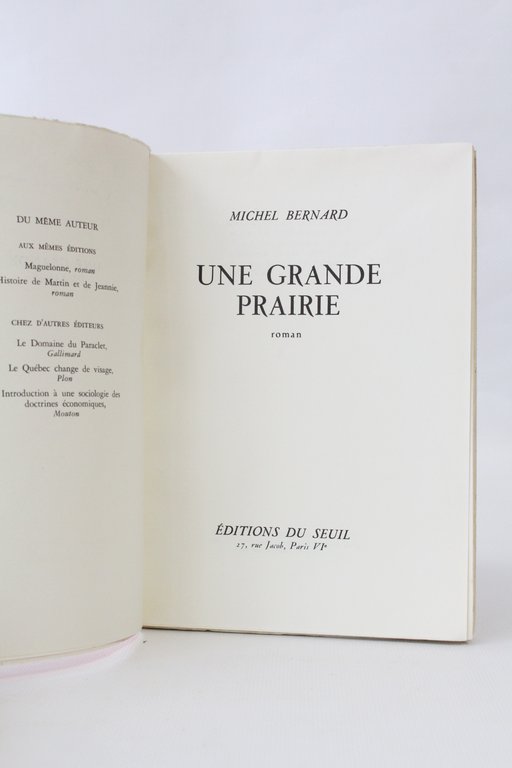 DU MÊME AUTEUR
AUX MÊMES ÉDITIONS
Maguelonne, roman
Histoire de Martin et de Jeannie,
roman
CHEZ D'AUTRES ÉDITEURS
Le Domaine du Paraclet,
Gallimard
Le Québec change de visage,
Plon
Introduction à une sociologie des
doctrines économiques,
Mouton
MICHEL BERNARD
UNE GRANDE
PRAIRIE
roman
ÉDITIONS DU SEUIL
27, rue Jacob, Paris VIe